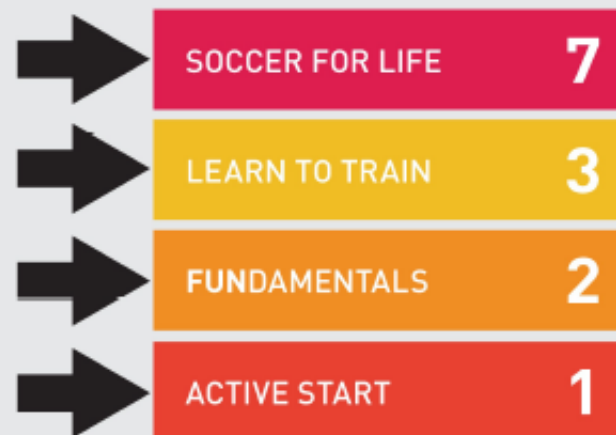 SOCCER FOR LIFE 7
LEARN TO TRAIN 3
FUNDAMENTALS 2
ACTIVE START 1